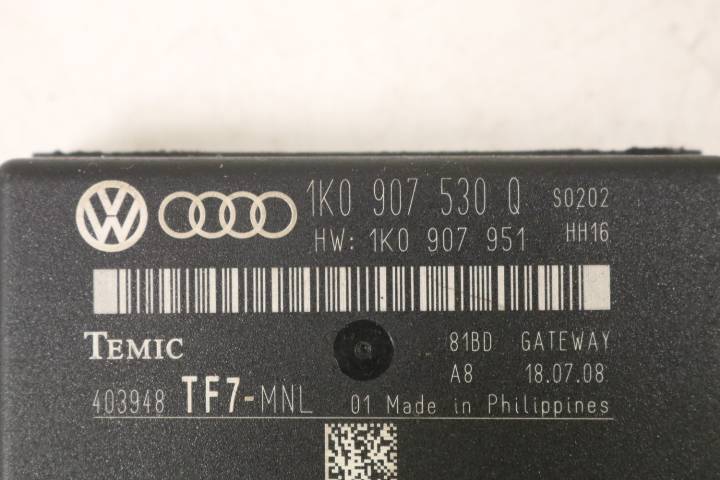 1K0 907 530 Q S0202
HW: 1K0 907 951 HH16
TEMIC 81BD GATEWAY
A8 18.07.08
403948 TF7-MNL 01 Made in Philippines